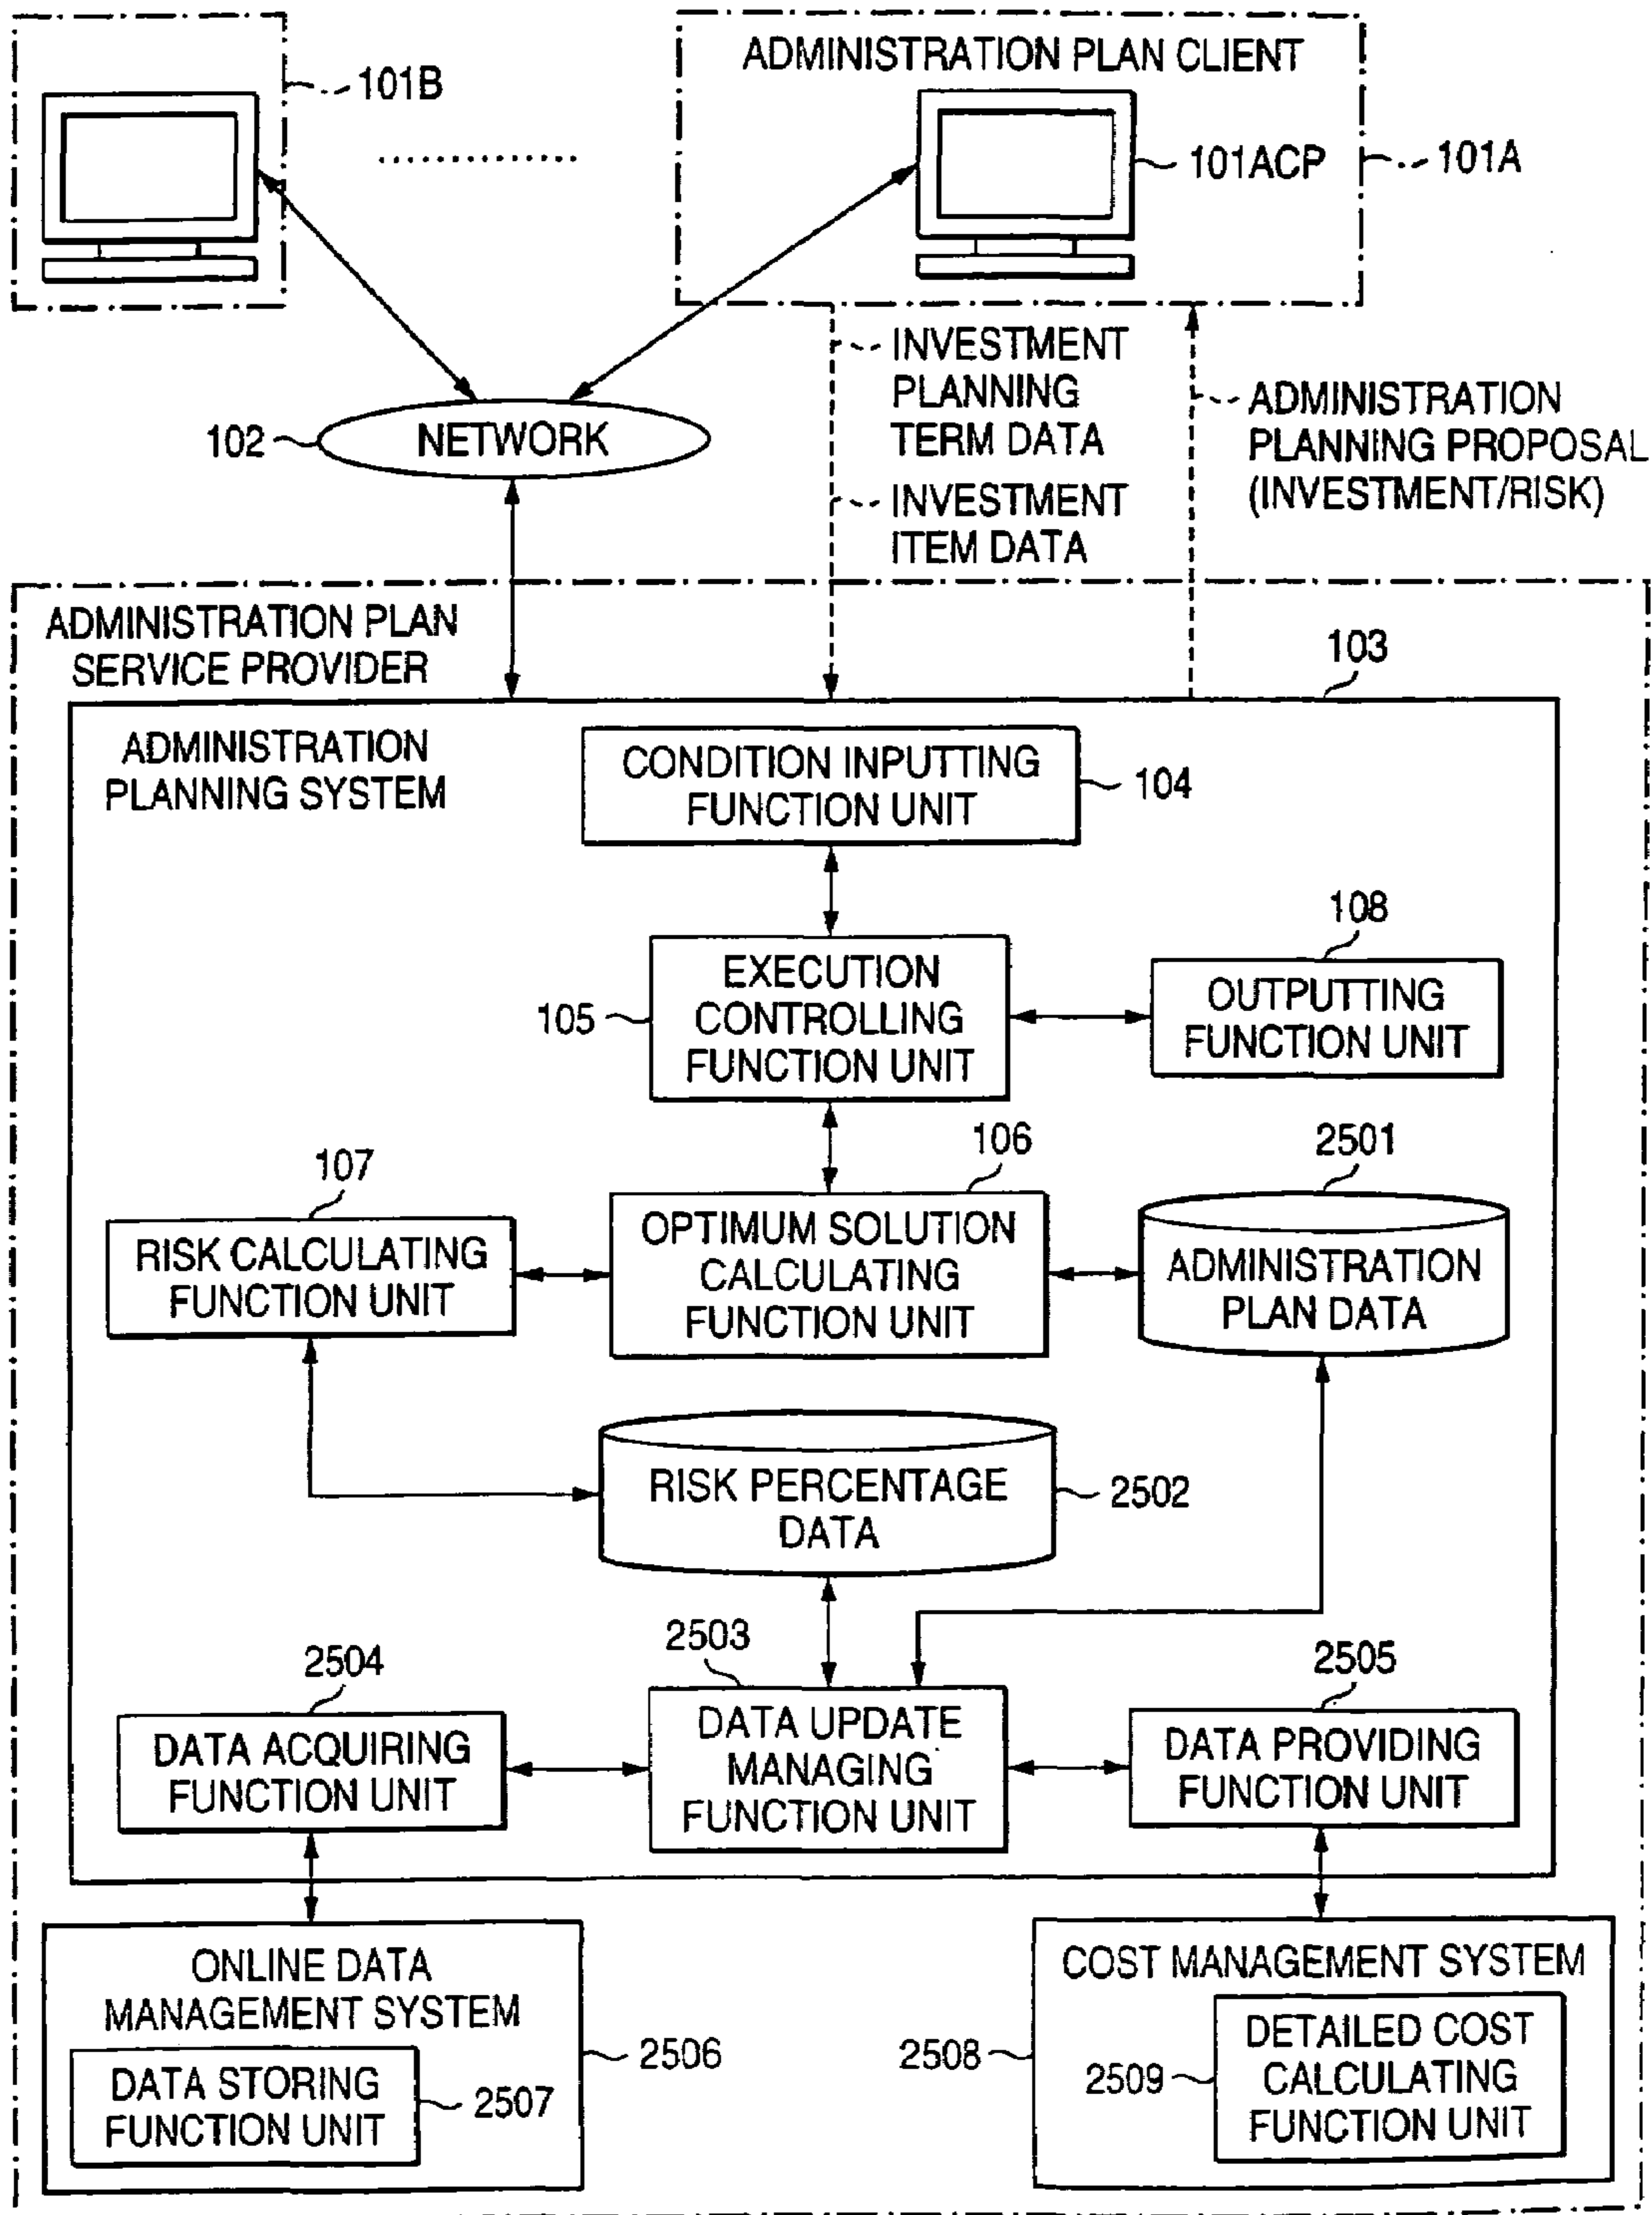 101B
ADMINISTRATION PLAN CLIENT
101ACP
101A
102
NETWORK
INVESTMENT
PLANNING
TERM DATA
INVESTMENT
ITEM DATA
ADMINISTRATION
PLANNING PROPOSAL
(INVESTMENT/RISK)
ADMINISTRATION PLAN
SERVICE PROVIDER
103
ADMINISTRATION
PLANNING SYSTEM
CONDITION INPUTTING
FUNCTION UNIT
104
105
EXECUTION
CONTROLLING
FUNCTION UNIT
108
OUTPUTTING
FUNCTION UNIT
107
RISK CALCULATING
FUNCTION UNIT
106
OPTIMUM SOLUTION
CALCULATING
FUNCTION UNIT
2501
ADMINISTRATION
PLAN DATA
RISK PERCENTAGE
DATA
2502
2503
DATA UPDATE
MANAGING
FUNCTION UNIT
2504
DATA ACQUIRING
FUNCTION UNIT
2505
DATA PROVIDING
FUNCTION UNIT
ONLINE DATA
MANAGEMENT SYSTEM
2506
DATA STORING
FUNCTION UNIT
2507
COST MANAGEMENT SYSTEM
2508
2509
DETAILED COST
CALCULATING
FUNCTION UNIT